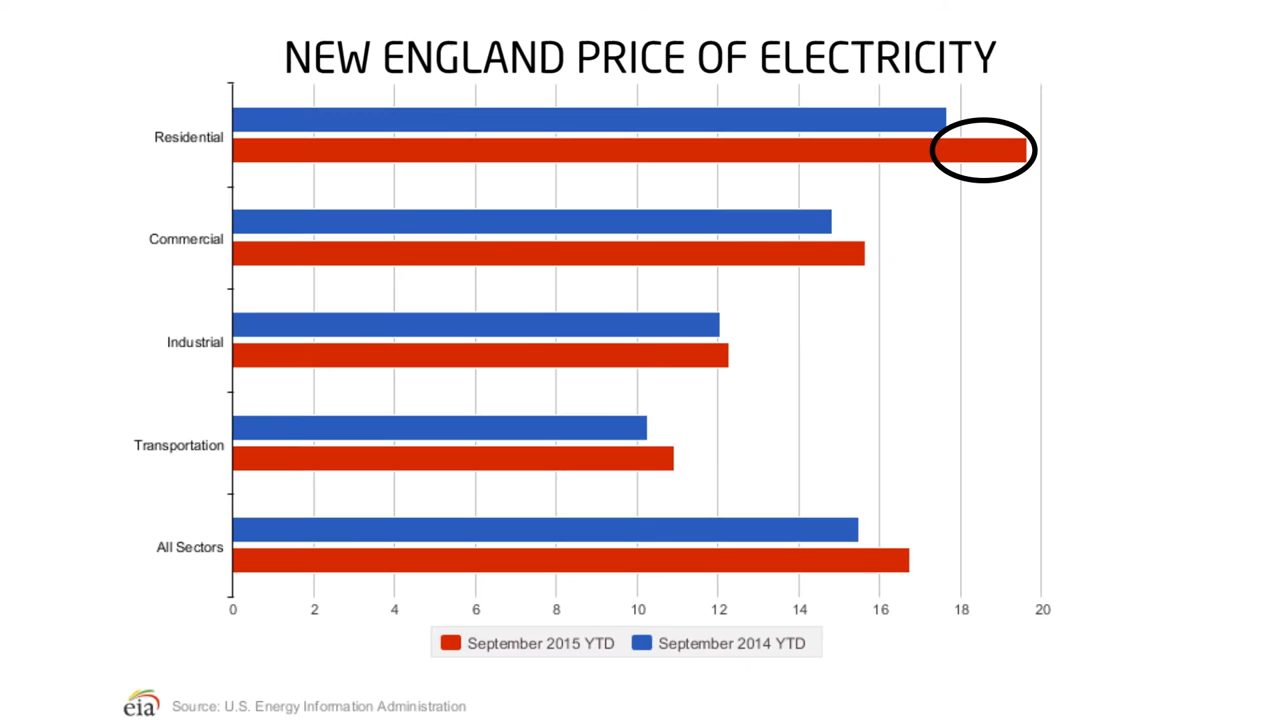 NEW ENGLAND PRICE OF ELECTRICITY
Residential
Commercial
Industrial
Transportation
All Sectors
0 2 4 6 8 10 12 14 16 18 20
September 2015 YTD September 2014 YTD
eia Source: U.S. Energy Information Administration